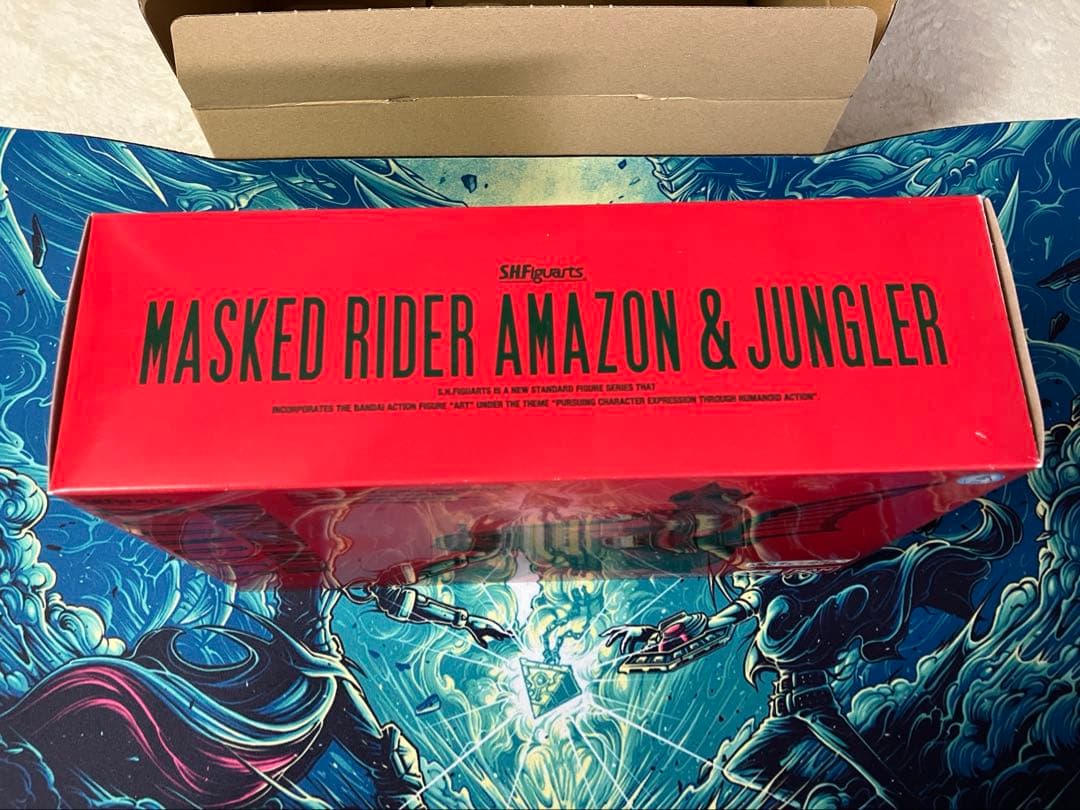 S.H.Figuarts
MASKED RIDER AMAZON & JUNGLER
S.H.FIGUARTS IS A NEW STANDARD FIGURE SERIES THAT
INCORPORATES THE BANDAI ACTION FIGURE "ART" UNDER THE THEME "PURSUING CHARACTER EXPRESSION THROUGH HUMANOID ACTION".